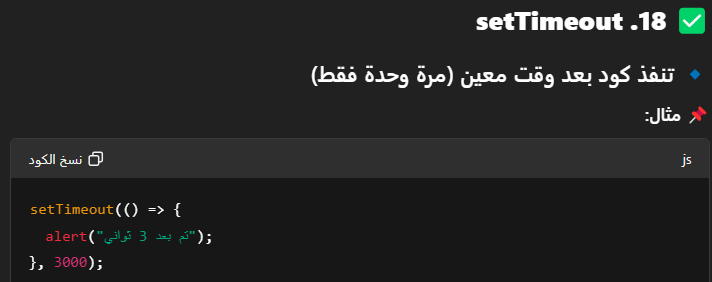 ✅ 18. setTimeout
🔹 تنفذ كود بعد وقت معين (مرة وحدة فقط)
📌 مثال:
js
نسخ الكود
setTimeout(() => {
  alert("تم بعد 3 ثواني");
}, 3000);